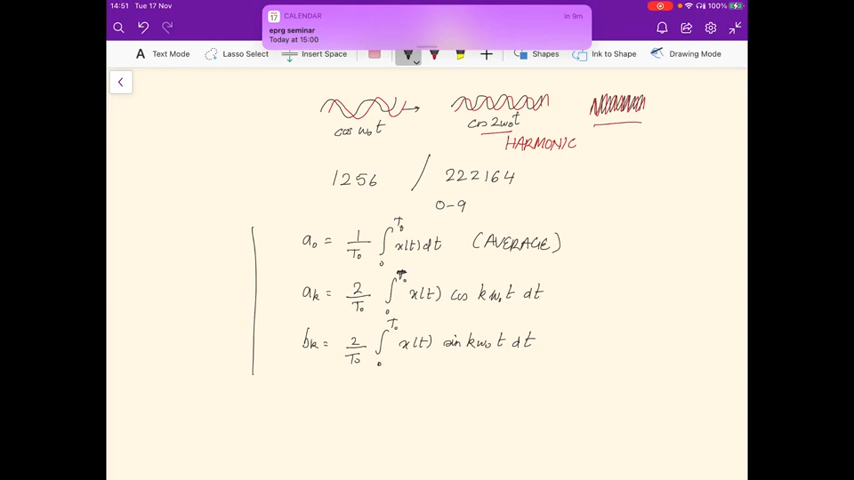 14:51 Tue 17 Nov
100%
17 CALENDAR in 9m
eprg seminar
Today at 15:00
A Text Mode Lasso Select Insert Space Shapes Ink to Shape Drawing Mode
cos ω₀t cos 2ω₀t
HARMONIC
1256 / 222164
0-9
a₀ = 1/T₀ ∫₀^T₀ x(t) dt (AVERAGE)
aₖ = 2/T₀ ∫₀^T₀ x(t) cos kω₀t dt
bₖ = 2/T₀ ∫₀^T₀ x(t) sin kω₀t dt